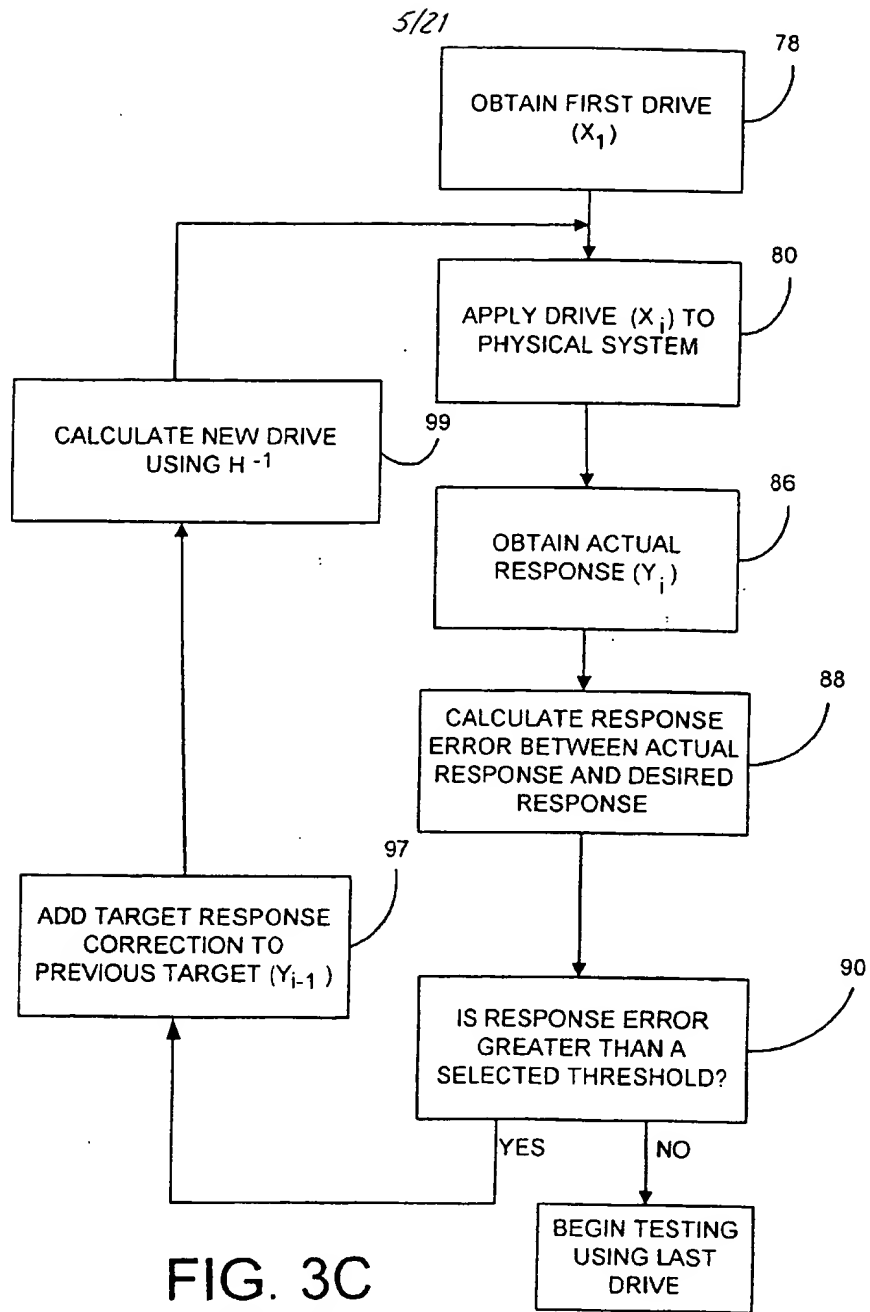 5/21
78
OBTAIN FIRST DRIVE
(X1)
80
APPLY DRIVE (Xi) TO
PHYSICAL SYSTEM
86
OBTAIN ACTUAL
RESPONSE (Yi)
88
CALCULATE RESPONSE
ERROR BETWEEN ACTUAL
RESPONSE AND DESIRED
RESPONSE
90
IS RESPONSE ERROR
GREATER THAN A
SELECTED THRESHOLD?
YES
NO
97
ADD TARGET RESPONSE
CORRECTION TO
PREVIOUS TARGET (Yi-1)
99
CALCULATE NEW DRIVE
USING H -1
BEGIN TESTING
USING LAST
DRIVE
FIG. 3C